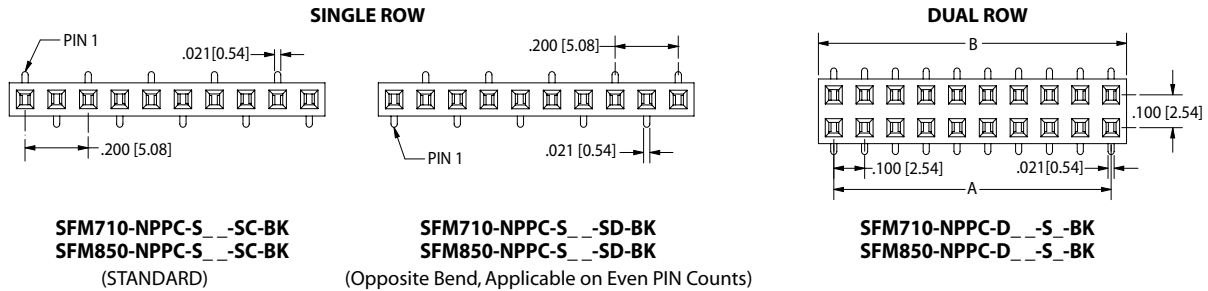 SINGLE ROW
PIN 1
.021[0.54]
.200 [5.08]
SFM710-NPPC-S_ _-SC-BK
SFM850-NPPC-S_ _-SC-BK
(STANDARD)
.200 [5.08]
PIN 1
.021 [0.54]
SFM710-NPPC-S_ _-SD-BK
SFM850-NPPC-S_ _-SD-BK
(Opposite Bend, Applicable on Even PIN Counts)
DUAL ROW
B
.100 [2.54]
.100 [2.54]
.021[0.54]
A
SFM710-NPPC-D_ _-S_-BK
SFM850-NPPC-D_ _-S_-BK